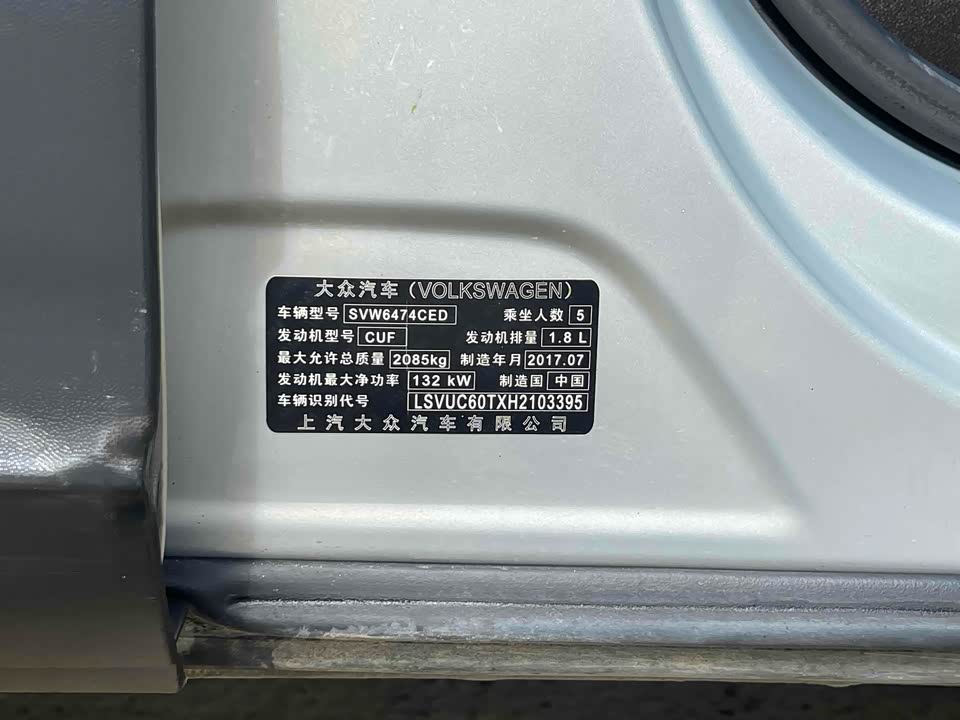 大众汽车(VOLKSWAGEN)
车辆型号 SVW6474CED 乘坐人数 5
发动机型号 CUF 发动机排量 1.8 L
最大允许总质量 2085kg 制造年月 2017.07
发动机最大净功率 132 kW 制造国 中国
车辆识别代号 LSVUC60TXH2103395
上汽大众汽车有限公司